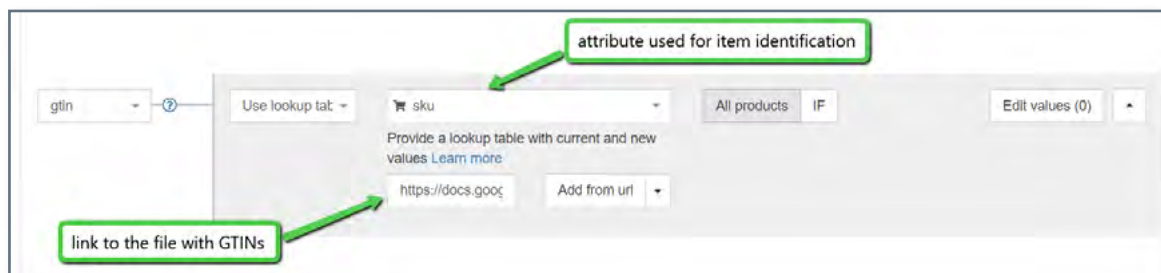 attribute used for item identification
gtin
Use lookup tab
sku
All products
IF
Edit values (0)
Provide a lookup table with current and new
values Learn more
https://docs.goog
Add from url
link to the file with GTINs